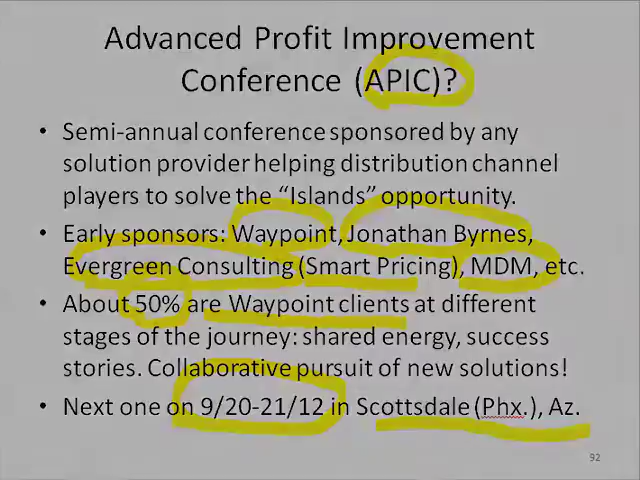 Advanced Profit Improvement
Conference (APIC)?
• Semi-annual conference sponsored by any
solution provider helping distribution channel
players to solve the “Islands” opportunity.
• Early sponsors: Waypoint, Jonathan Byrnes,
Evergreen Consulting (Smart Pricing), MDM, etc.
• About 50% are Waypoint clients at different
stages of the journey: shared energy, success
stories. Collaborative pursuit of new solutions!
• Next one on 9/20-21/12 in Scottsdale (Phx.), Az.
92